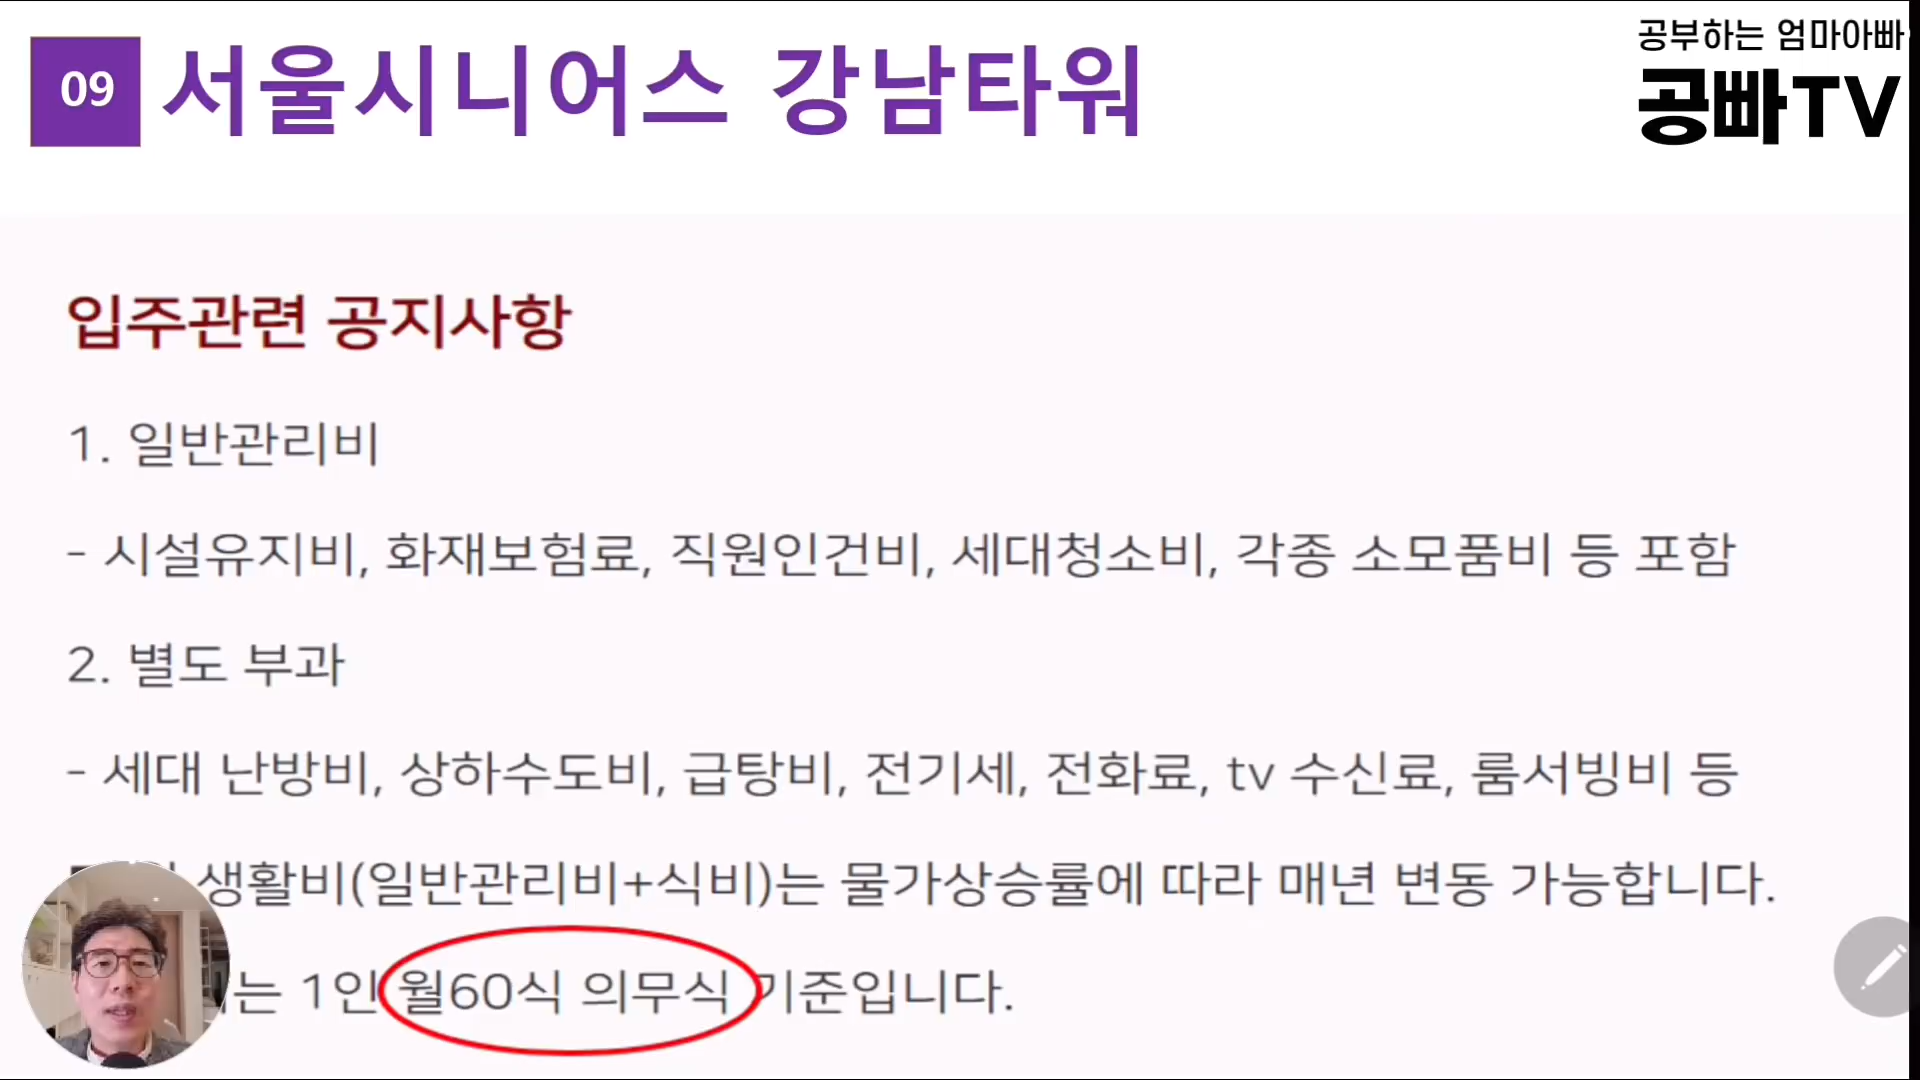 09 서울시니어스 강남타워
공부하는 엄마아빠
공빠TV
입주관련 공지사항
1. 일반관리비
- 시설유지비, 화재보험료, 직원인건비, 세대청소비, 각종 소모품비 등 포함
2. 별도 부과
- 세대 난방비, 상하수도비, 급탕비, 전기세, 전화료, tv 수신료, 룸서빙비 등
생활비(일반관리비+식비)는 물가상승률에 따라 매년 변동 가능합니다.
는 1인 월60식 의무식 기준입니다.